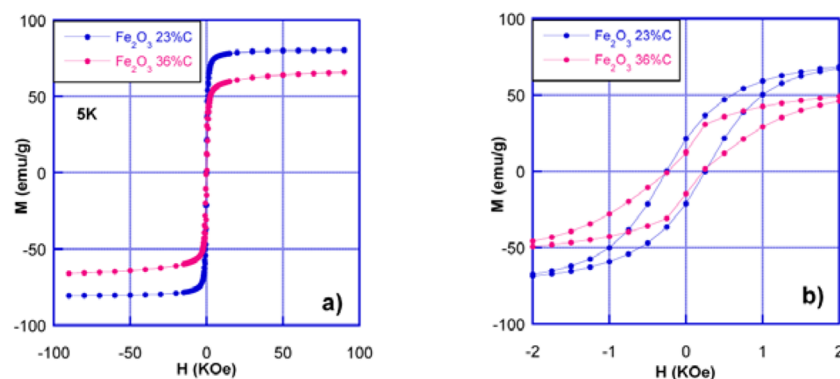 100
50
0
-50
-100
M (emu/g)
Fe₂O₃ 23%C
Fe₂O₃ 36%C
5K
a)
-100 -50 0 50 100
H (KOe)
100
50
0
-50
-100
M (emu/g)
Fe₂O₃ 23%C
Fe₂O₃ 36%C
b)
-2 -1 0 1 2
H (KOe)